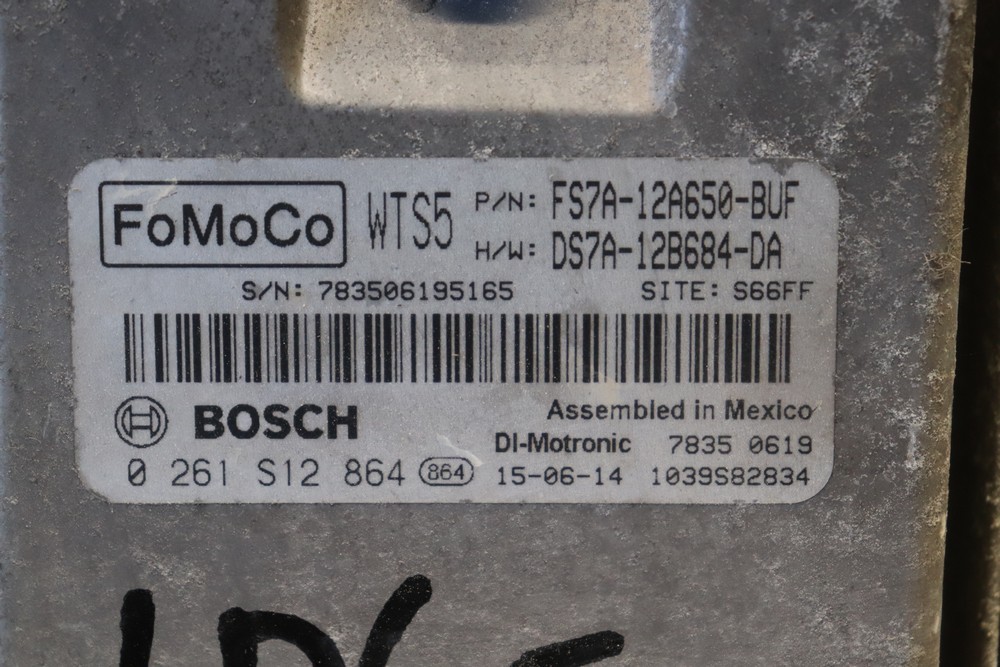 FoMoCo WTS5 P/N: FS7A-12A650-BUF
H/W: DS7A-12B684-DA
S/N: 783506195165 SITE: S66FF
BOSCH Assembled in Mexico
DI-Motronic 7835 0619
0 261 S12 864 864 15-06-14 1039S82834